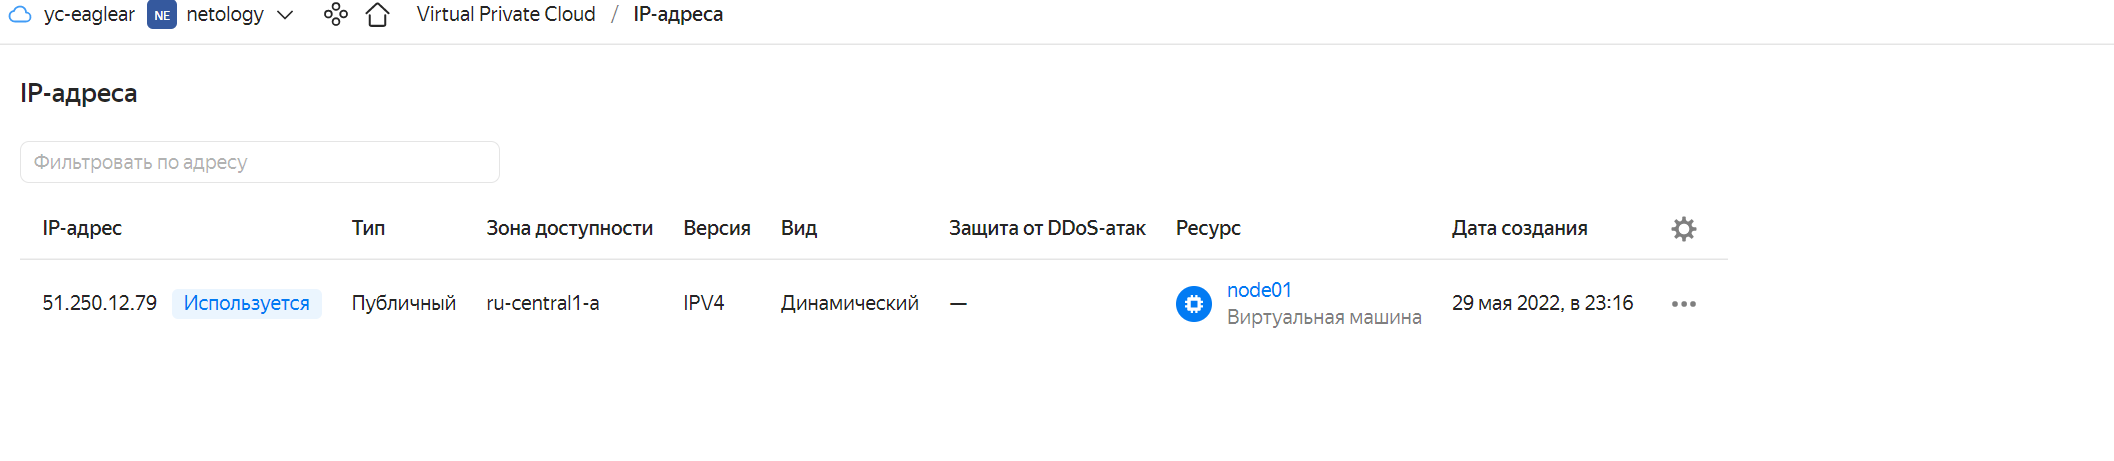 yc-eaglear NE netology Virtual Private Cloud / IP-адреса
IP-адреса
Фильтровать по адресу
IP-адрес Тип Зона доступности Версия Вид Защита от DDoS-атак Ресурс Дата создания
51.250.12.79 Используется Публичный ru-central1-a IPV4 Динамический — node01 29 мая 2022, в 23:16
Виртуальная машина